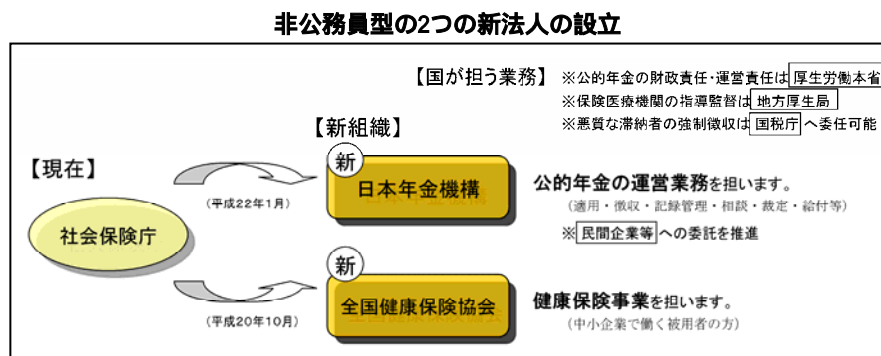 非公務員型の2つの新法人の設立
【国が担う業務】
※公的年金の財政責任・運営責任は 厚生労働本省
※保険医療機関の指導監督は 地方厚生局
※悪質な滞納者の強制徴収は 国税庁 へ委任可能
【新組織】
【現在】
新
日本年金機構
(平成22年1月)
公的年金の運営業務を担います。
(適用・徴収・記録管理・相談・裁定・給付等)
※ 民間企業等 への委託を推進
社会保険庁
新
全国健康保険協会
(平成20年10月)
健康保険事業を担います。
(中小企業で働く被用者の方)